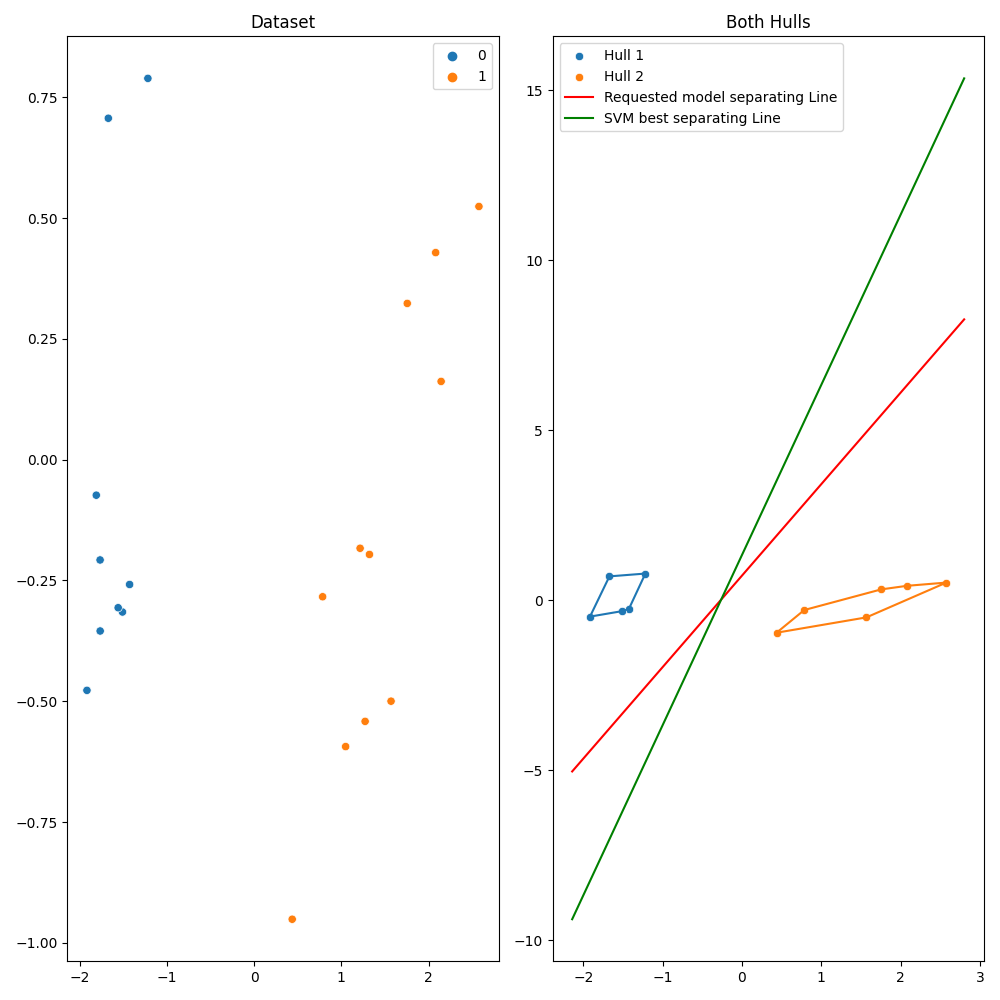 Dataset
0
1
0.75
0.50
0.25
0.00
−0.25
−0.50
−0.75
−1.00
−2 −1 0 1 2
Both Hulls
Hull 1
Hull 2
Requested model separating Line
SVM best separating Line
15
10
5
0
−5
−10
−2 −1 0 1 2 3